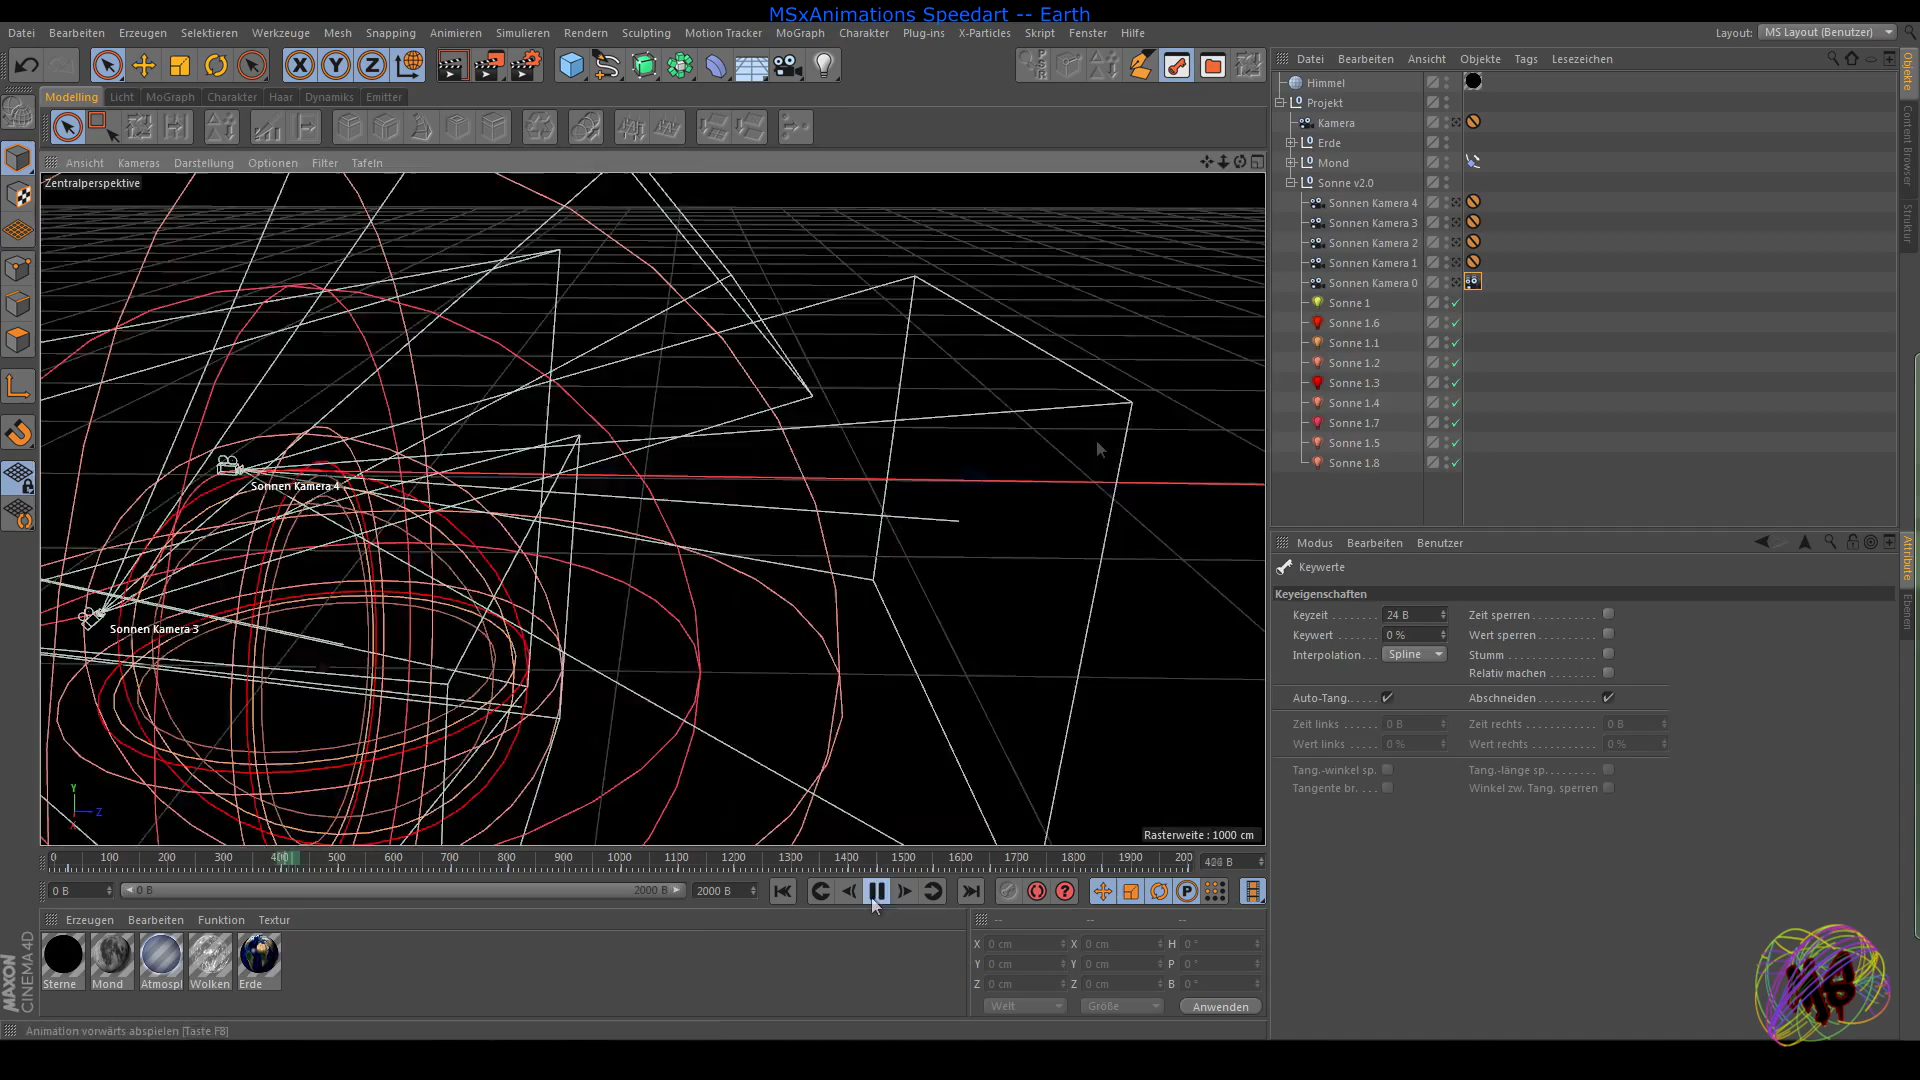 MSxAnimations Speedart -- Earth
Datei Bearbeiten Erzeugen Selektieren Werkzeuge Mesh Snapping Animieren Simulieren Rendern Sculpting Motion Tracker MoGraph Charakter Plug-ins X-Particles Skript Fenster Hilfe Layout: MS Layout (Benutzer)
X Y Z
PSR
Datei Bearbeiten Ansicht Objekte Tags Lesezeichen
Modelling Licht MoGraph Charakter Haar Dynamics Emitter
Ansicht Kameras Darstellung Optionen Filter Tafeln
Zentralperspektive
Sonnen Kamera 4
Sonnen Kamera 3
Y
Z
X
Rasterweite : 1000 cm
Himmel
Projekt
Kamera
Erde
Mond
Sonne v2.0
Sonnen Kamera 4
Sonnen Kamera 3
Sonnen Kamera 2
Sonnen Kamera 1
Sonnen Kamera 0
Sonne 1
Sonne 1.6
Sonne 1.1
Sonne 1.2
Sonne 1.3
Sonne 1.4
Sonne 1.7
Sonne 1.5
Sonne 1.8
Objekte
Content Browser
Struktur
Modus Bearbeiten Benutzer
Keywerte
Keyeigenschaften
Keyzeit 24 B Zeit sperren
Keywert 0 % Wert sperren
Interpolation Spline Stumm
Relativ machen
Auto-Tang. Abschneiden
Zeit links 0 B Zeit rechts 0 B
Wert links 0 % Wert rechts 0 %
Tang.-winkel sp. Tang.-länge sp.
Tangente br. Winkel zw. Tang. sperren
Attribute
Ebenen
0 100 200 300 400 500 600 700 800 900 1000 1100 1200 1300 1400 1500 1600 1700 1800 1900 200
0 B 0 B 2000 B 2000 B
P
Erzeugen Bearbeiten Funktion Textur
Sterne Mond Atmospl Wolken Erde
-- -- --
X 0 cm X 0 cm H 0 °
Y 0 cm Y 0 cm P 0 °
Z 0 cm Z 0 cm B 0 °
Welt Größe Anwenden
MAXON
CINEMA 4D
Animation vorwärts abspielen [Taste F8]